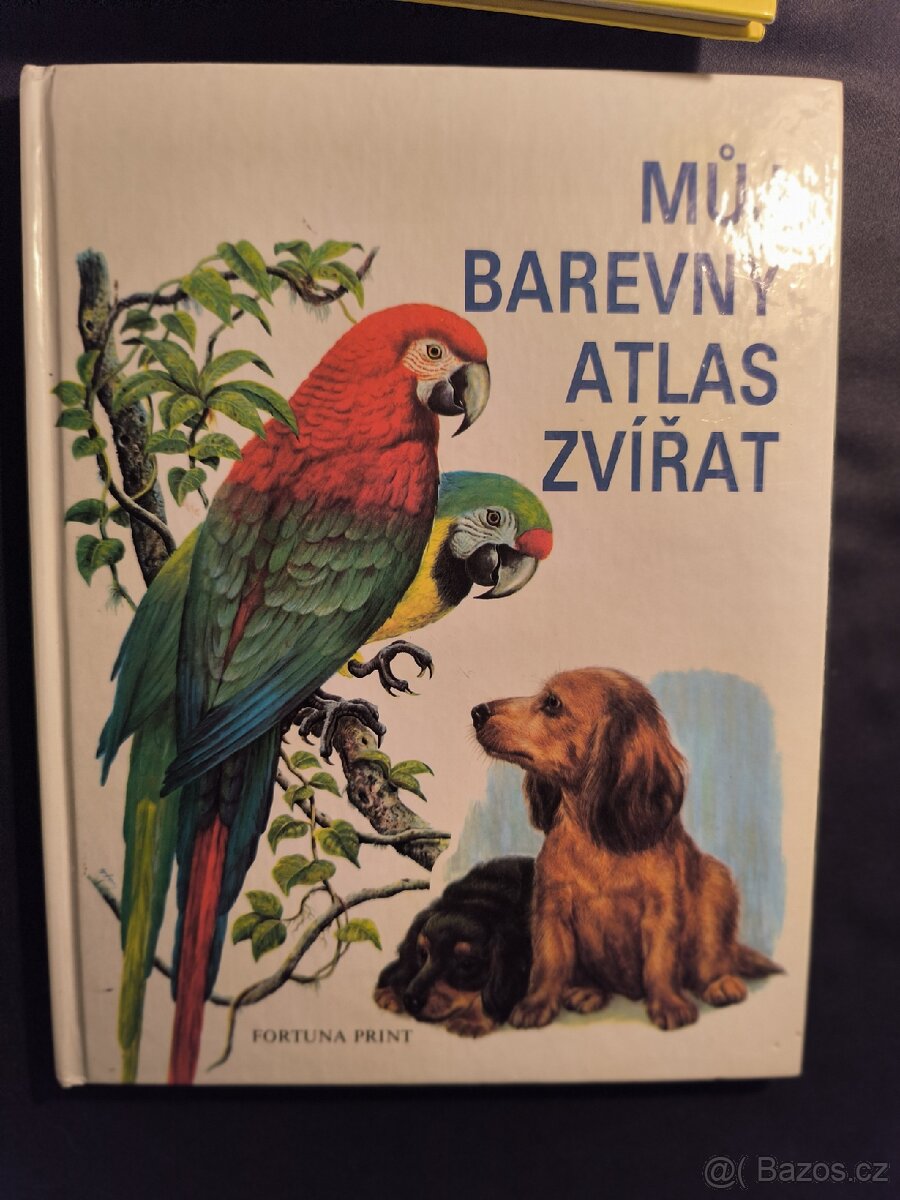 MŮJ
BAREVNÝ
ATLAS
ZVÍŘAT
FORTUNA PRINT
@( Bazos.cz